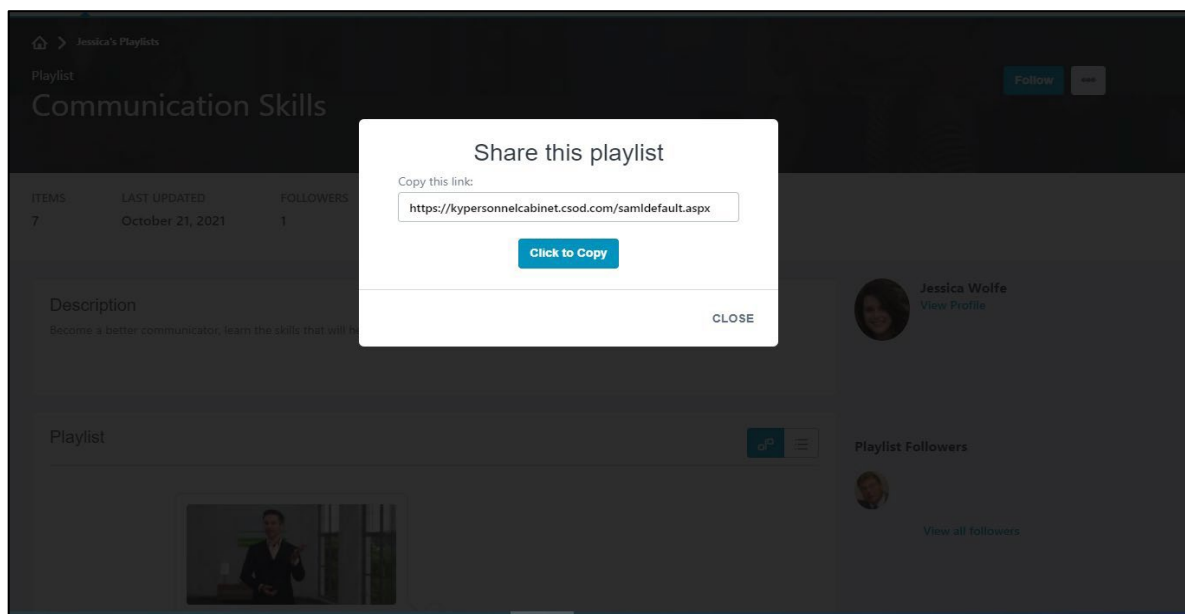 Jessica's Playlists
Playlist
Communication Skills
Follow
Share this playlist
Copy this link:
https://kypersonnelcabinet.csod.com/samldefault.aspx
Click to Copy
CLOSE
ITEMS LAST UPDATED FOLLOWERS
7 October 21, 2021 1
Description
Become a better communicator, learn the skills that will
Jessica Wolfe
View Profile
Playlist
Playlist Followers
View all followers